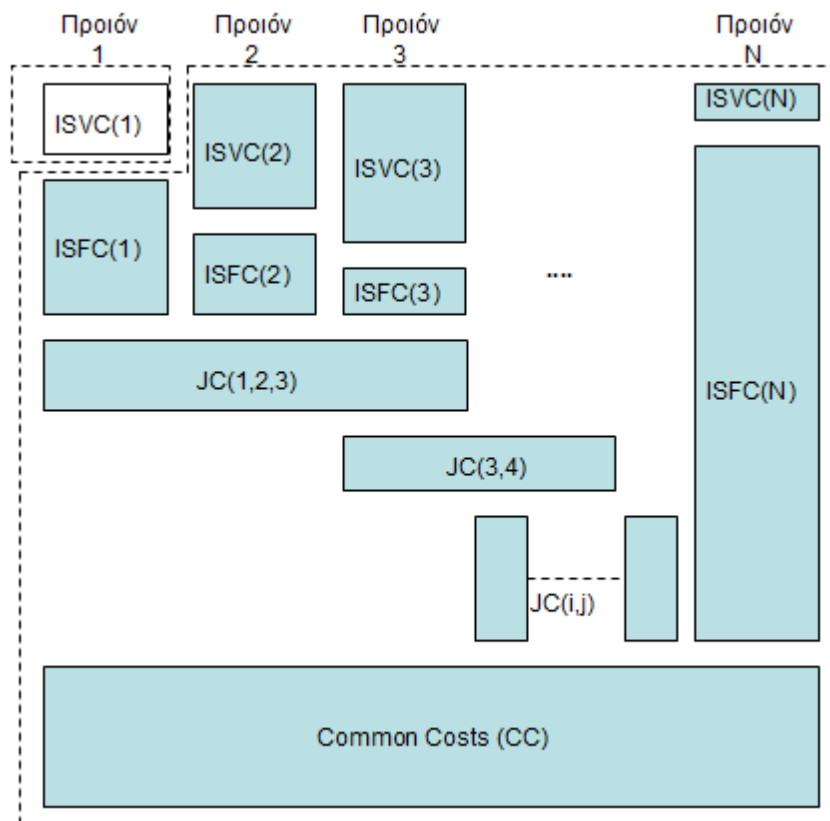 Προιόν Προιόν Προιόν Προιόν
1 2 3 N
ISVC(1) ISVC(2) ISVC(3) ISVC(N)
ISFC(1) ISFC(2) ISFC(3) .... ISFC(N)
JC(1,2,3)
JC(3,4)
JC(i,j)
Common Costs (CC)